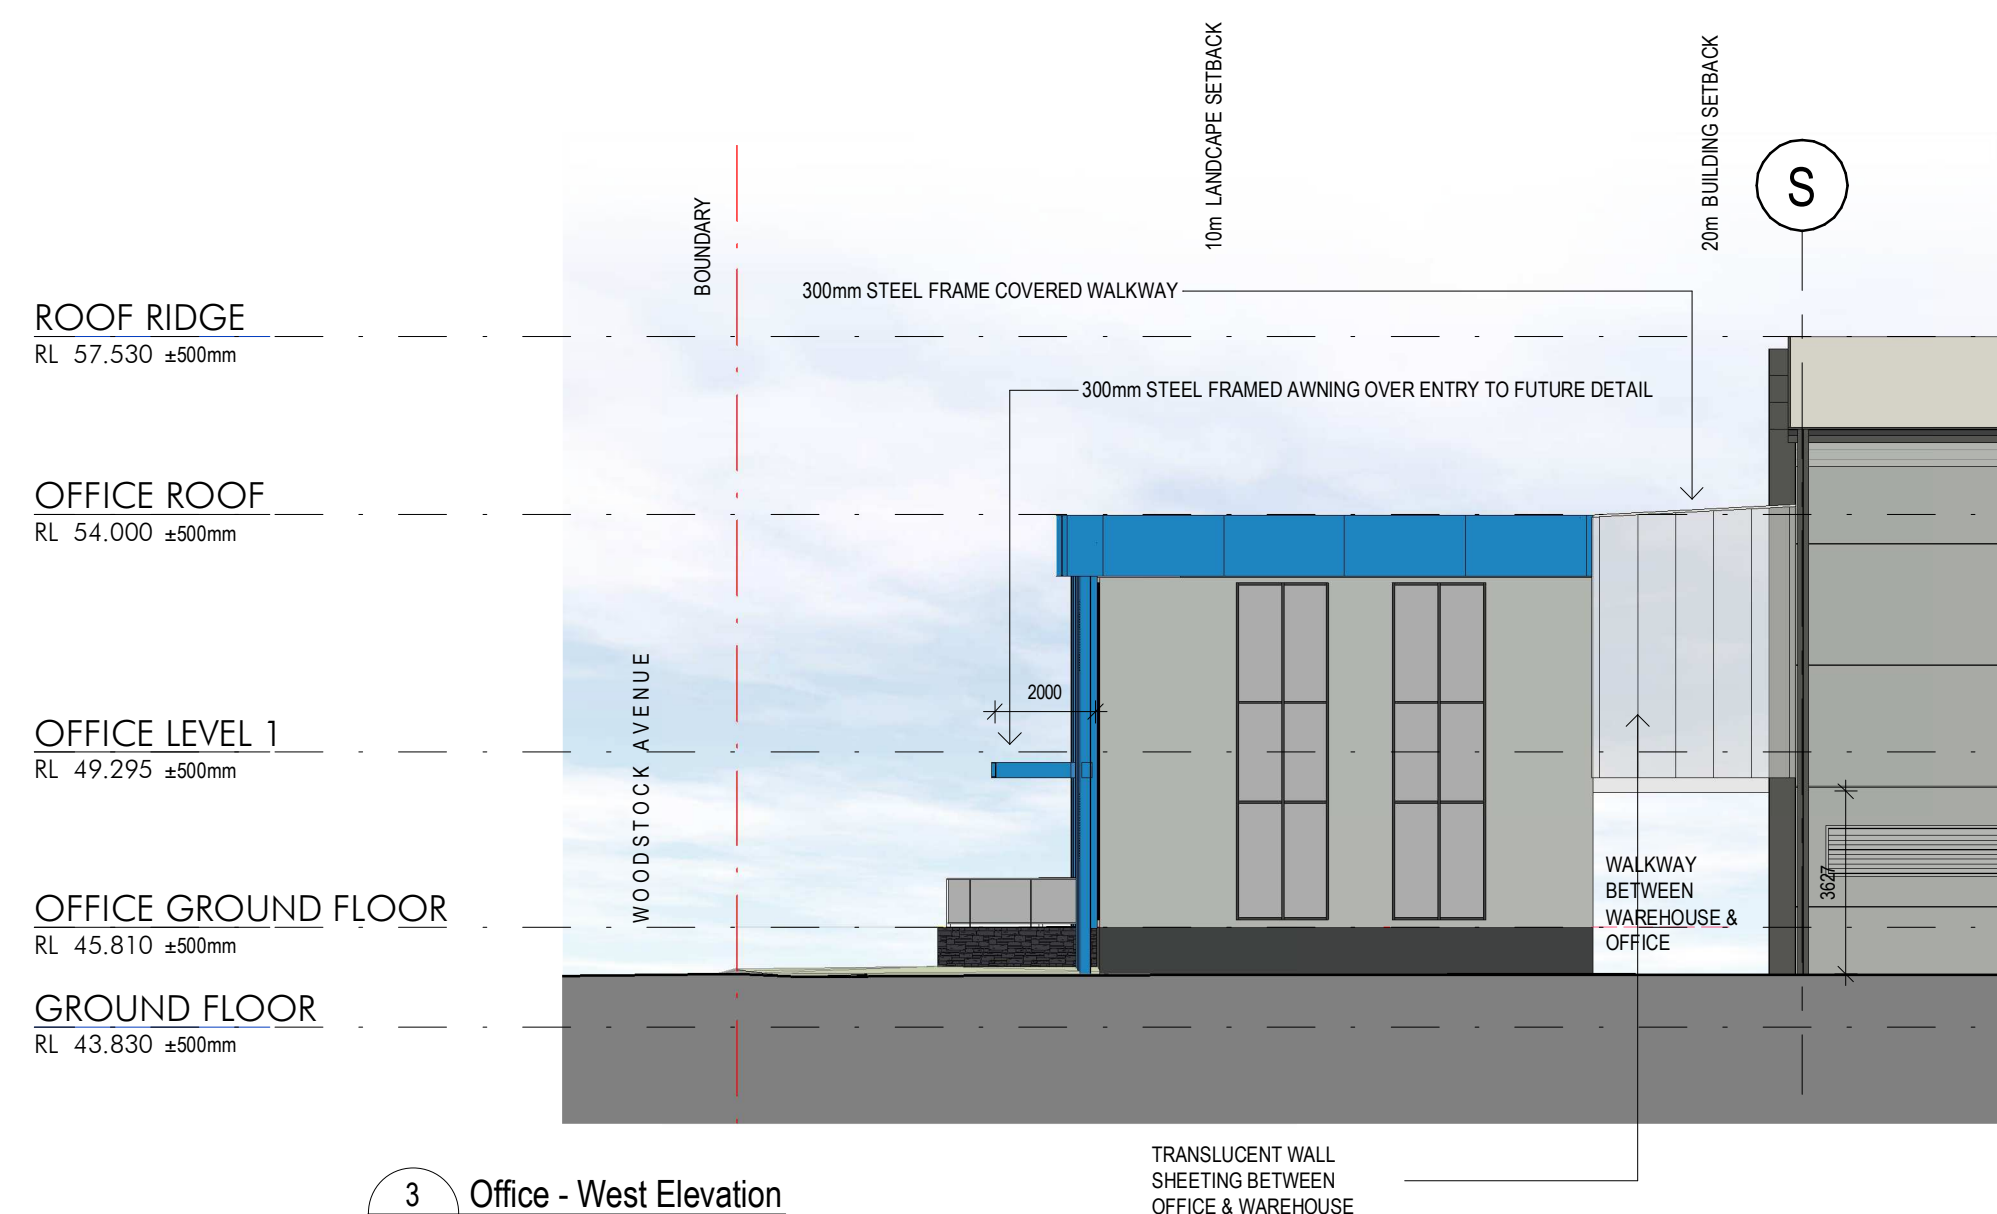 10m LANDCAPE SETBACK
20m BUILDING SETBACK
S
BOUNDARY
300mm STEEL FRAME COVERED WALKWAY
ROOF RIDGE
RL 57.530 ±500mm
300mm STEEL FRAMED AWNING OVER ENTRY TO FUTURE DETAIL
OFFICE ROOF
RL 54.000 ±500mm
WOODSTOCK AVENUE
2000
OFFICE LEVEL 1
RL 49.295 ±500mm
3627
WALKWAY
BETWEEN
WAREHOUSE &
OFFICE
OFFICE GROUND FLOOR
RL 45.810 ±500mm
GROUND FLOOR
RL 43.830 ±500mm
TRANSLUCENT WALL
SHEETING BETWEEN
OFFICE & WAREHOUSE
3 Office - West Elevation